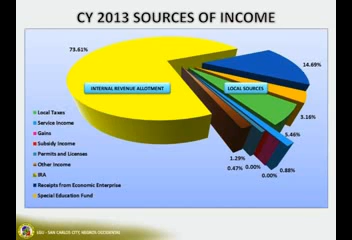 CY 2013 SOURCES OF INCOME
73.61%
14.69%
INTERNAL REVENUE ALLOTMENT
LOCAL SOURCES
3.16%
5.46%
0.88%
0.00%
0.00%
1.29%
0.47%
Local Taxes
Service Income
Gains
Subsidy Income
Permits and Licenses
Other Income
IRA
Receipts from Economic Enterprise
Special Education Fund
LGU - SAN CARLOS CITY, NEGROS OCCIDENTAL